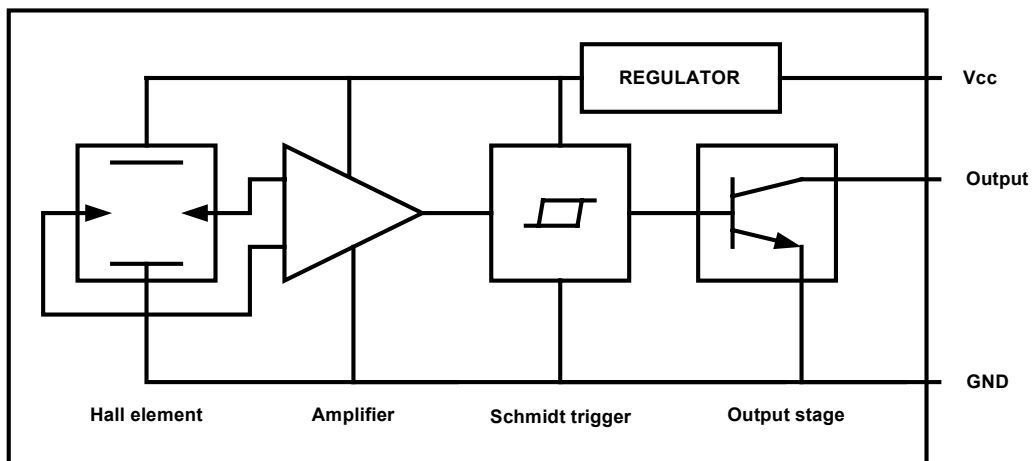 REGULATOR
Vcc
Output
GND
Hall element
Amplifier
Schmidt trigger
Output stage